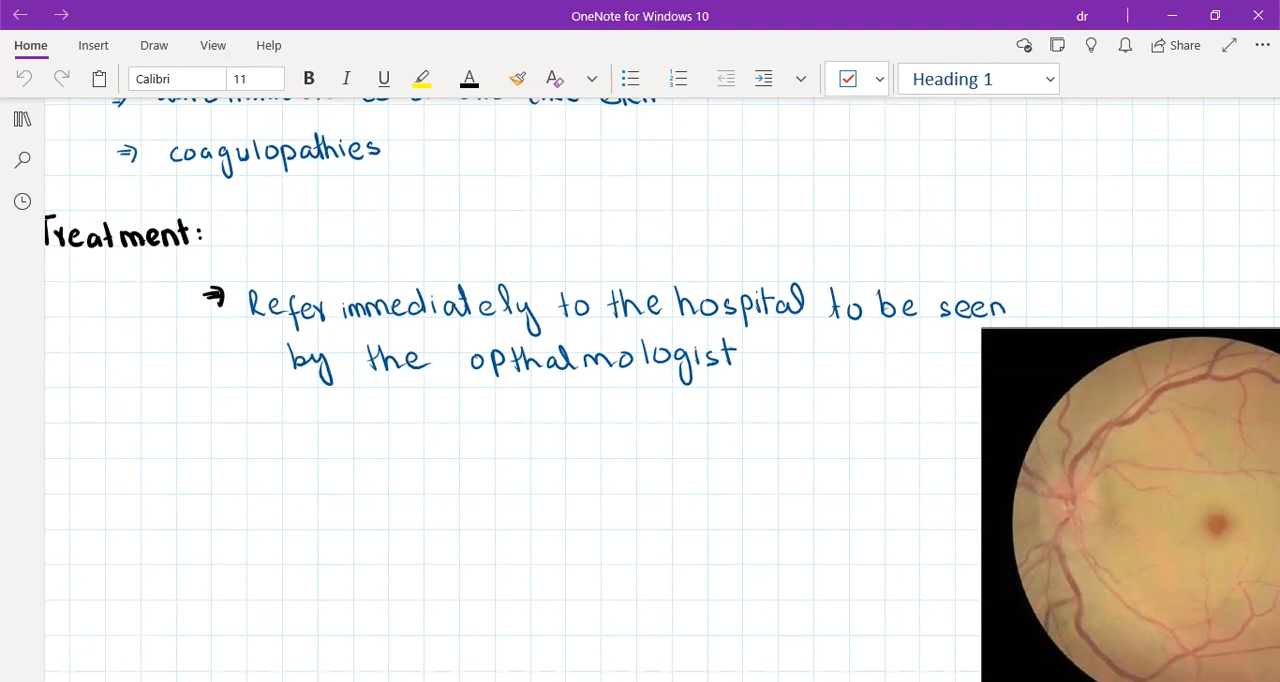 OneNote for Windows 10
dr
Home Insert Draw View Help
Share
Calibri 11 B I U A A Heading 1
⇒ coagulopathies
Treatment:
⇒ Refer immediately to the hospital to be seen
by the opthalmologist